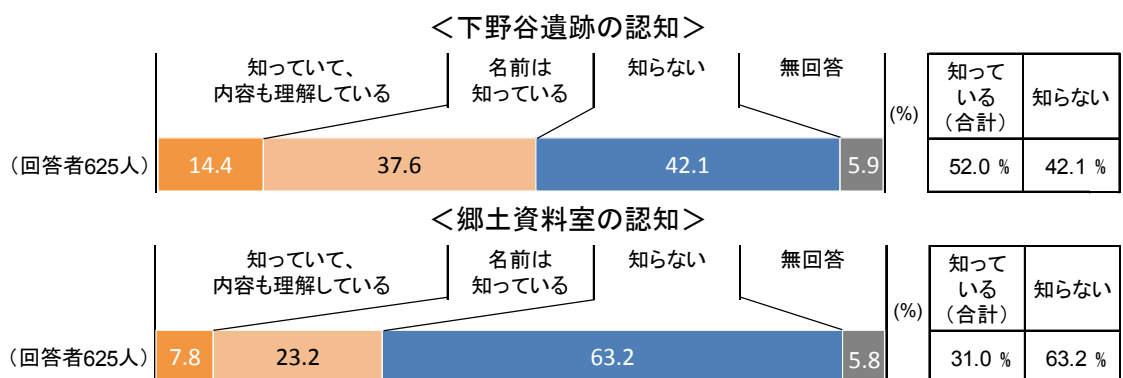 ＜下野谷遺跡の認知＞
知っていて、
内容も理解している
名前は
知っている
知らない
無回答
(%)
知って
いる
（合計）
知らない
（回答者625人）
14.4
37.6
42.1
5.9
52.0 %
42.1 %
＜郷土資料室の認知＞
知っていて、
内容も理解している
名前は
知っている
知らない
無回答
(%)
知って
いる
（合計）
知らない
（回答者625人）
7.8
23.2
63.2
5.8
31.0 %
63.2 %